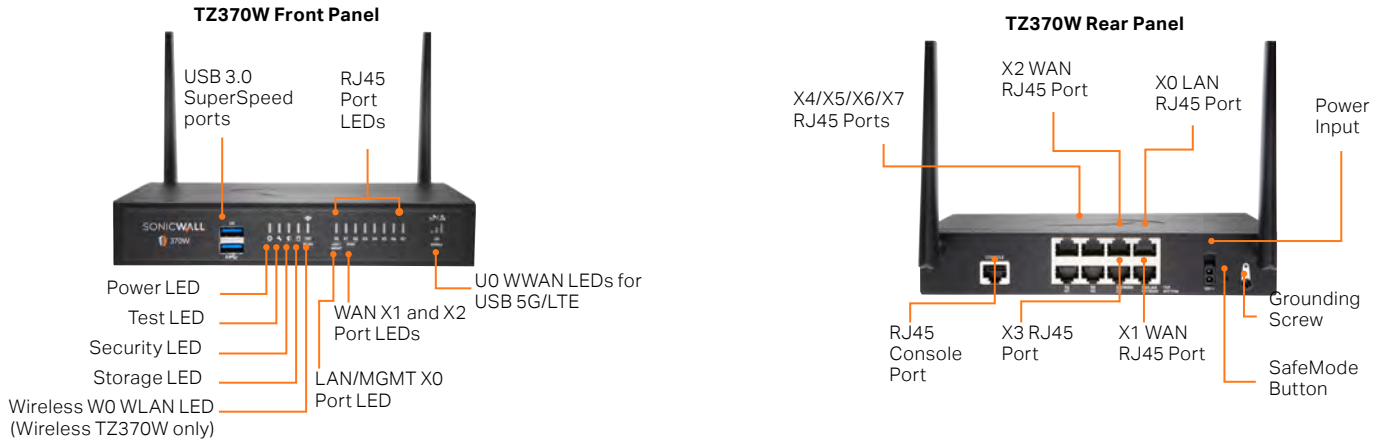 TZ370W Front Panel
USB 3.0
SuperSpeed
ports
RJ45
Port
LEDs
SONICWALL
370W
Power LED
Test LED
Security LED
Storage LED
Wireless W0 WLAN LED
(Wireless TZ370W only)
WAN X1 and X2
Port LEDs
LAN/MGMT X0
Port LED
U0 WWAN LEDs for
USB 5G/LTE
TZ370W Rear Panel
X4/X5/X6/X7
RJ45 Ports
X2 WAN
RJ45 Port
X0 LAN
RJ45 Port
Power
Input
CONSOLE
RJ45
Console
Port
X3 RJ45
Port
X1 WAN
RJ45 Port
Grounding
Screw
SafeMode
Button